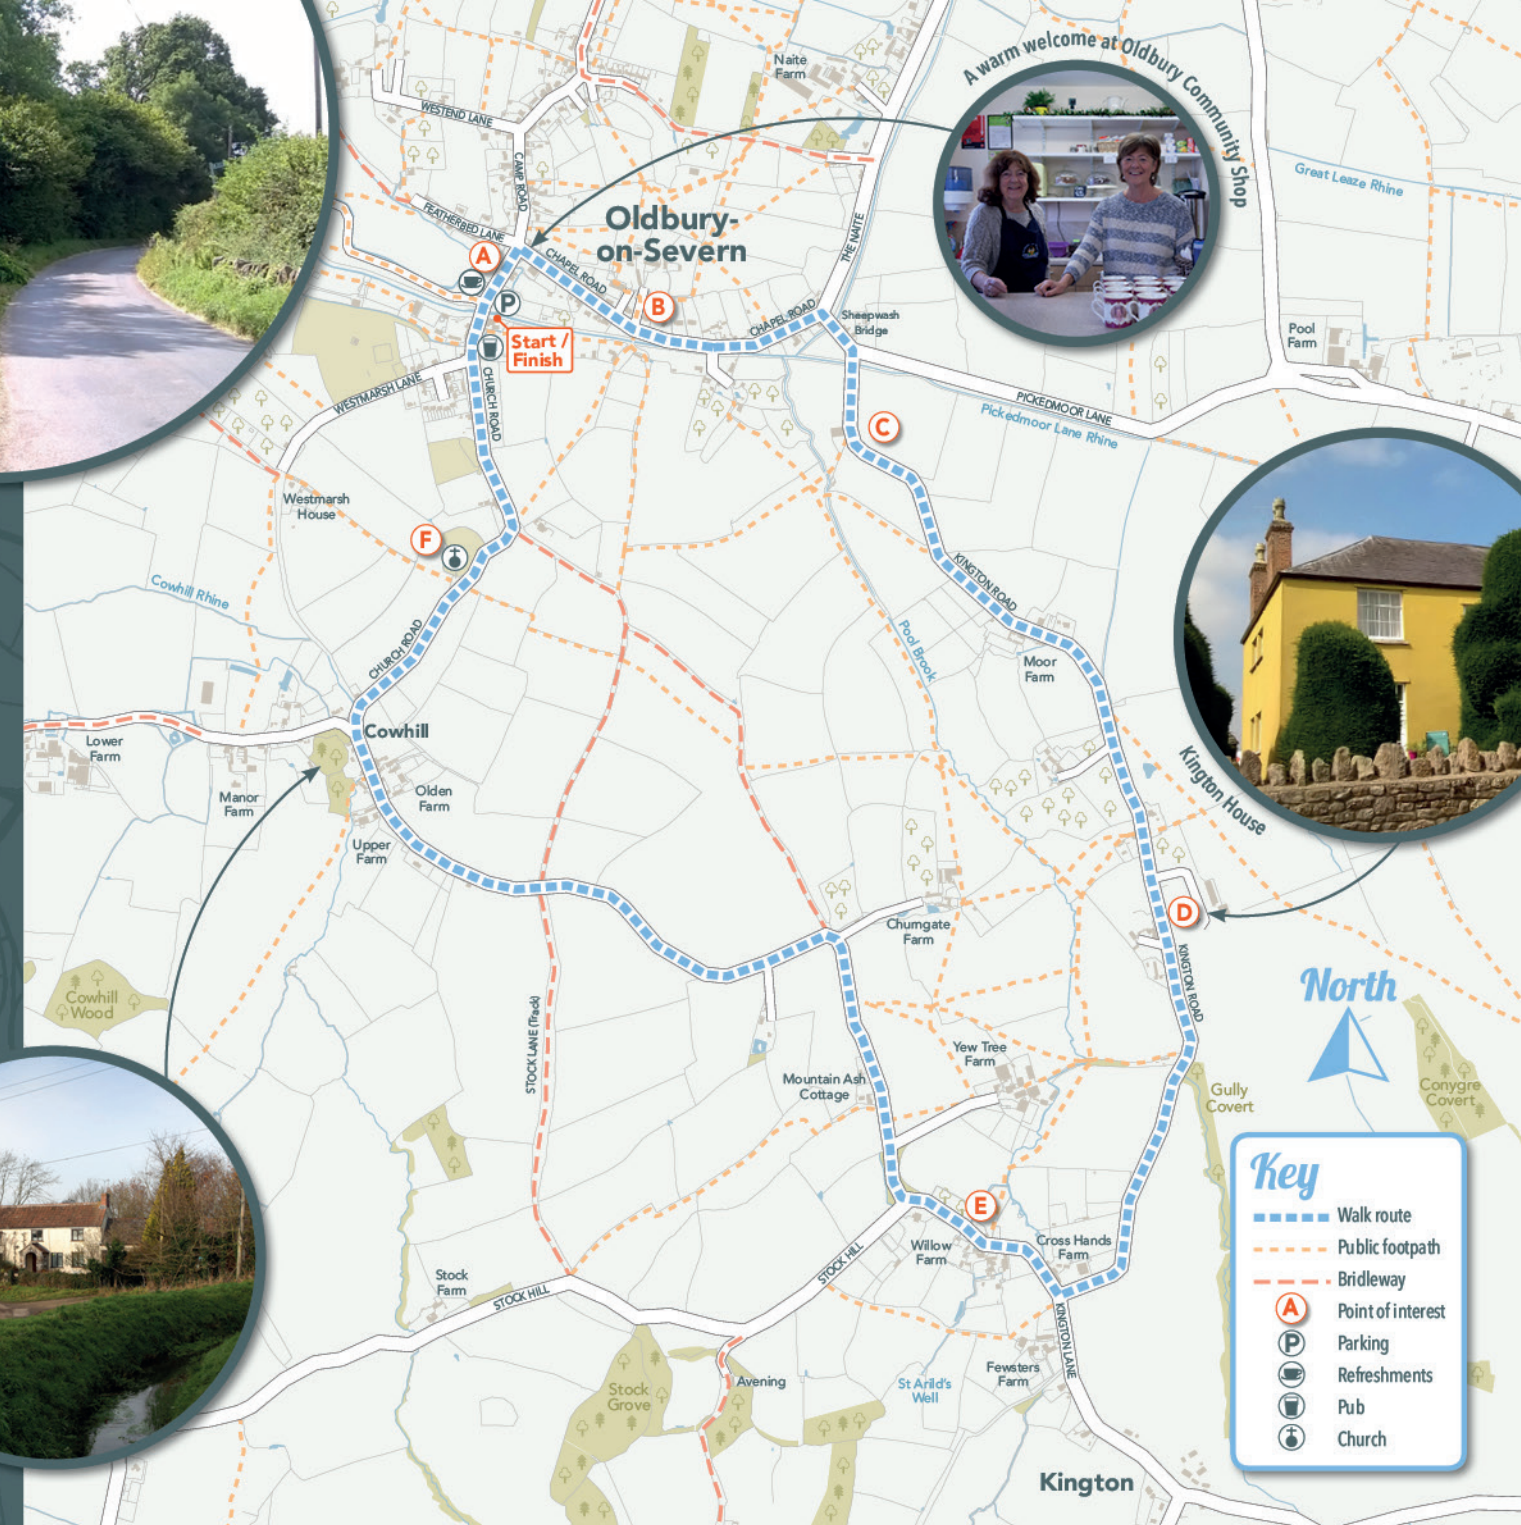 A warm welcome at Oldbury Community Shop
Naite
Farm
WESTEND LANE
CAMP ROAD
Great Leaze Rhine
FEATHERBED LANE
Oldbury-
on-Severn
THE NAITE
A
CHAPEL ROAD
P
B
CHAPEL ROAD
Sheepwash
Bridge
Start /
Finish
Pool
Farm
WESTMARSH LANE
CHURCH ROAD
PICKEDMOOR LANE
Pickedmoor Lane Rhine
C
Westmarsh
House
F
KINGTON ROAD
Cowhill Rhine
CHURCH ROAD
Pool Brook
Moor
Farm
Cowhill
Lower
Farm
Manor
Farm
Olden
Farm
Upper
Farm
Kington House
Churngate
Farm
D
KINGTON ROAD
Cowhill
Wood
STOCK LANE (Track)
North
Yew Tree
Farm
Mountain Ash
Cottage
Gully
Covert
Conygre
Covert
E
Willow
Farm
Cross Hands
Farm
STOCK HILL
Stock
Farm
STOCK HILL
KINGTON LANE
Fewsters
Farm
St Arild's
Well
Avening
Stock
Grove
Kington
Key
Walk route
Public footpath
Bridleway
A Point of interest
P Parking
Refreshments
Pub
Church